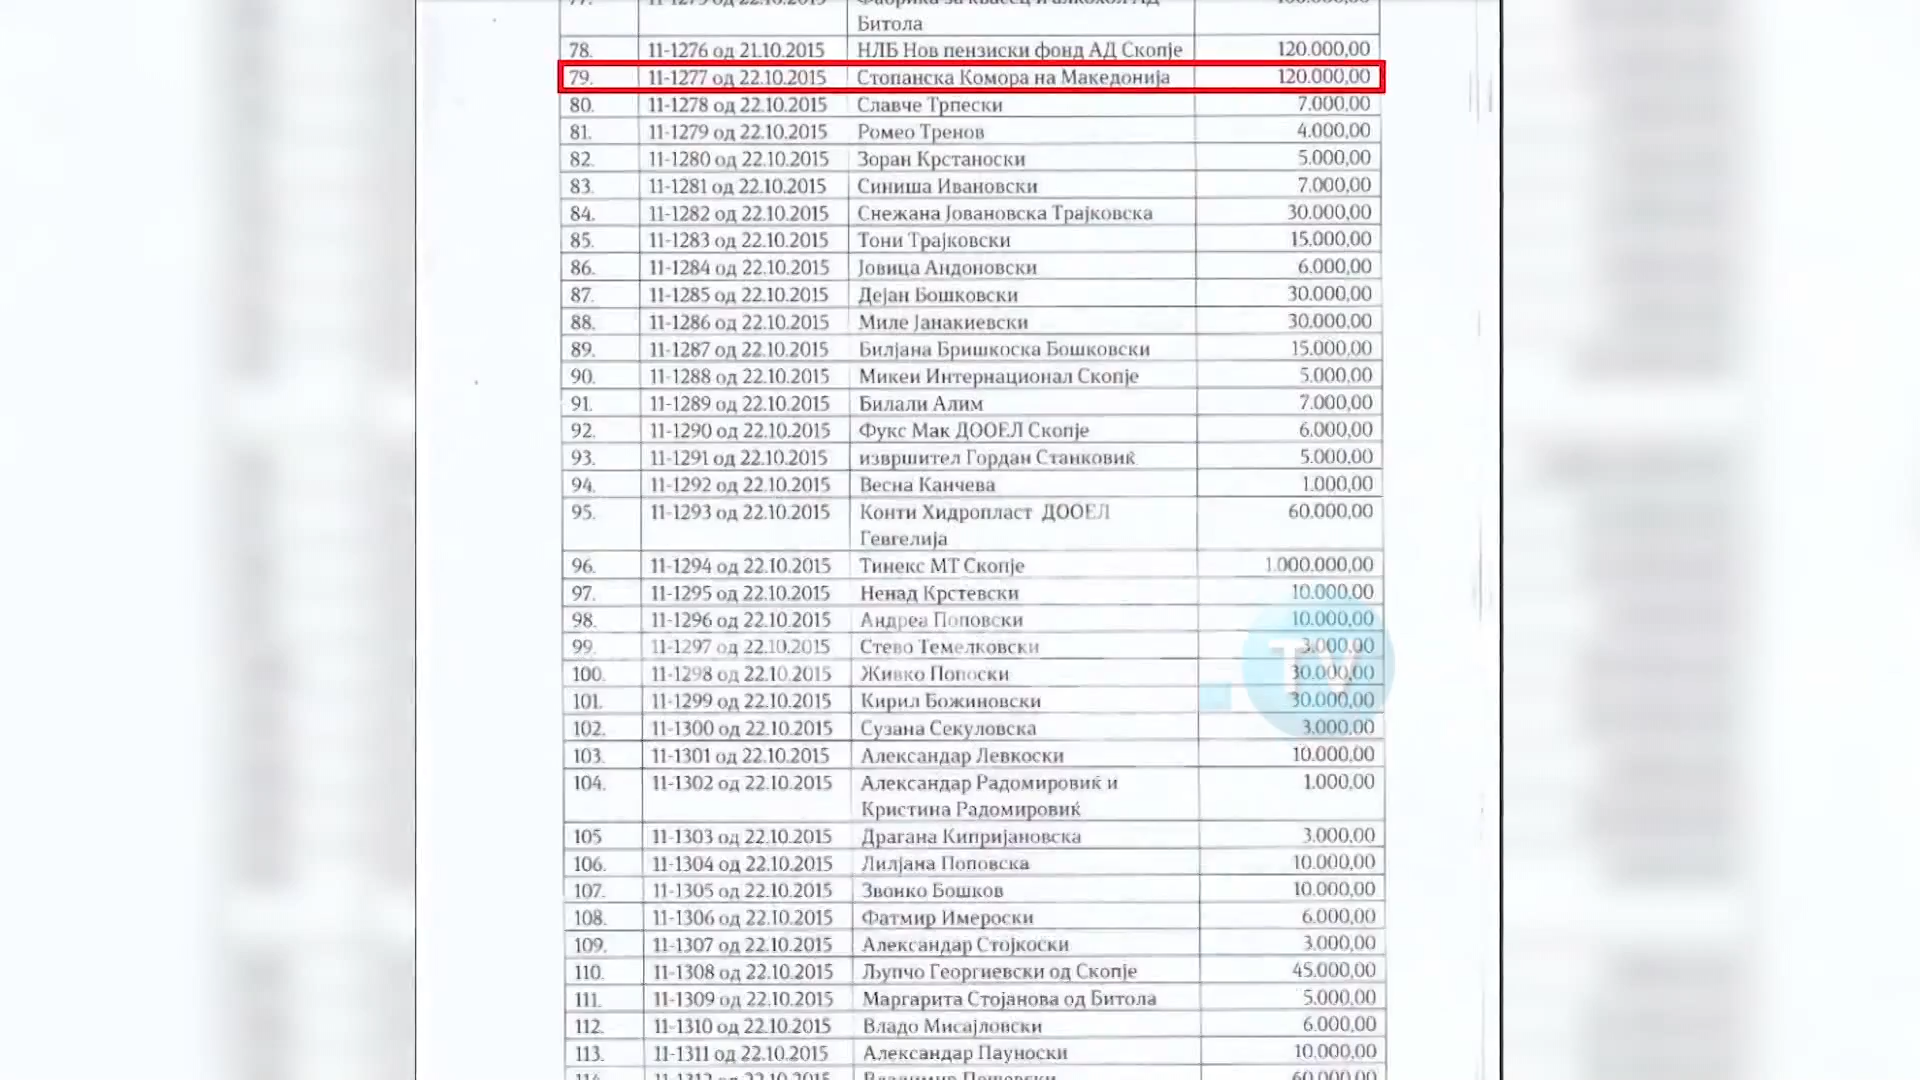 Битола
78. 11-1276 од 21.10.2015 НЛБ Нов пензиски фонд АД Скопје 120.000,00
79. 11-1277 од 22.10.2015 Стопанска Комора на Македонија 120.000,00
80. 11-1278 од 22.10.2015 Славче Трпески 7.000,00
81. 11-1279 од 22.10.2015 Ромео Тренов 4.000,00
82. 11-1280 од 22.10.2015 Зоран Крстаноски 5.000,00
83. 11-1281 од 22.10.2015 Синиша Ивановски 7.000,00
84. 11-1282 од 22.10.2015 Снежана Јовановска Трајковска 30.000,00
85. 11-1283 од 22.10.2015 Тони Трајковски 15.000,00
86. 11-1284 од 22.10.2015 Јовица Андоновски 6.000,00
87. 11-1285 од 22.10.2015 Дејан Бошковски 30.000,00
88. 11-1286 од 22.10.2015 Миле Јанакиевски 30.000,00
89. 11-1287 од 22.10.2015 Билјана Бришкоска Бошковски 15.000,00
90. 11-1288 од 22.10.2015 Микеи Интернационал Скопје 5.000,00
91. 11-1289 од 22.10.2015 Билали Алим 7.000,00
92. 11-1290 од 22.10.2015 Фукс Мак ДООЕЛ Скопје 6.000,00
93. 11-1291 од 22.10.2015 извршител Гордан Станковиќ 5.000,00
94. 11-1292 од 22.10.2015 Весна Канчева 1.000,00
95. 11-1293 од 22.10.2015 Конти Хидропласт ДООЕЛ 60.000,00
Гевгелија
96. 11-1294 од 22.10.2015 Тинекс МТ Скопје 1.000.000,00
97. 11-1295 од 22.10.2015 Ненад Крстевски 10.000,00
98. 11-1296 од 22.10.2015 Андреа Поповски 10.000,00
99. 11-1297 од 22.10.2015 Стево Темелковски 3.000,00
100. 11-1298 од 22.10.2015 Живко Попоски 30.000,00
101. 11-1299 од 22.10.2015 Кирил Божиновски 30.000,00
102. 11-1300 од 22.10.2015 Сузана Секуловска 3.000,00
103. 11-1301 од 22.10.2015 Александар Левкоски 10.000,00
104. 11-1302 од 22.10.2015 Александар Радомировиќ и 1.000,00
Кристина Радомировиќ
105 11-1303 од 22.10.2015 Драгана Кипријановска 3.000,00
106. 11-1304 од 22.10.2015 Лилјана Поповска 10.000,00
107. 11-1305 од 22.10.2015 Звонко Бошков 10.000,00
108. 11-1306 од 22.10.2015 Фатмир Имероски 6.000,00
109. 11-1307 од 22.10.2015 Александар Стојкоски 3.000,00
110. 11-1308 од 22.10.2015 Љупчо Георгиевски од Скопје 45.000,00
111. 11-1309 од 22.10.2015 Маргарита Стојанова од Битола 5.000,00
112. 11-1310 од 22.10.2015 Владо Мисајловски 6.000,00
113. 11-1311 од 22.10.2015 Александар Пауноски 10.000,00
TV